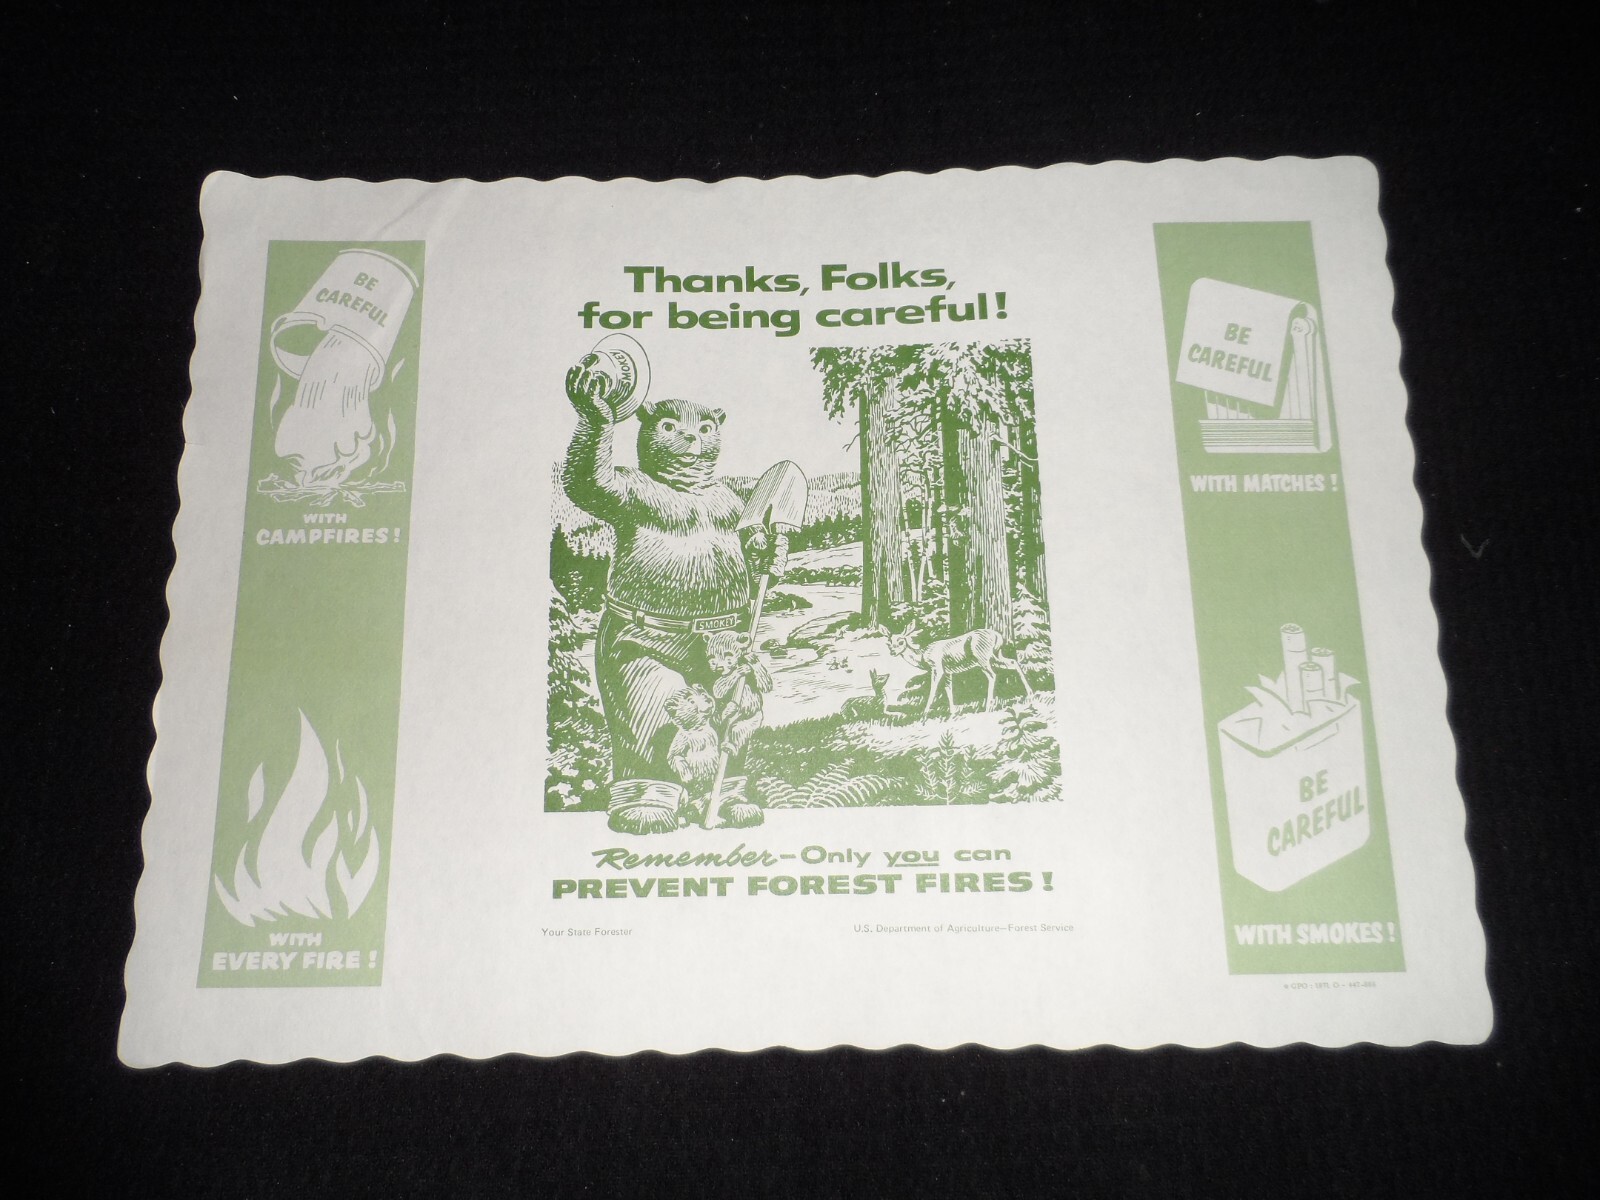 Thanks, Folks,
for being careful!
BE
CAREFUL
WITH
CAMPFIRES!
WITH
EVERY FIRE!
SMOKEY
SMOKEY
BE
CAREFUL
WITH MATCHES!
BE
CAREFUL
WITH SMOKES!
Remember—Only you can
PREVENT FOREST FIRES!
Your State Forester
U.S. Department of Agriculture—Forest Service
GPO